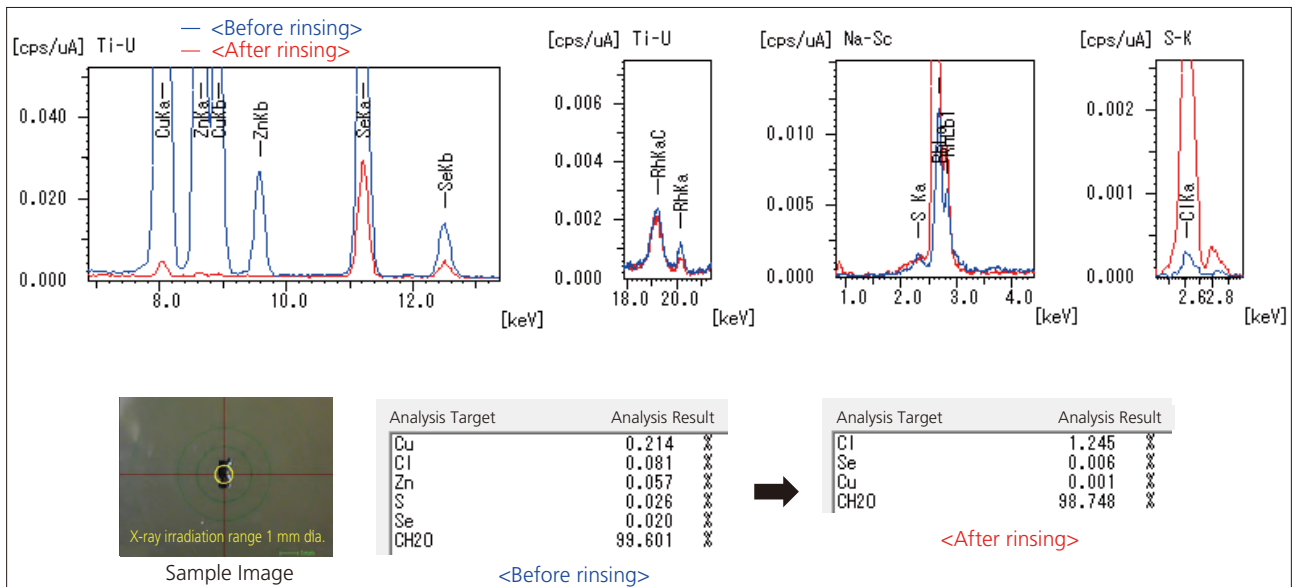 <Before rinsing>
<After rinsing>
[cps/uA] Ti-U
0.040
0.020
0.000
CuKa
ZnKa
CuKb
ZnKb
SeKa
SeKb
8.0 10.0 12.0
[keV]
[cps/uA] Ti-U
0.006
0.004
0.002
0.000
RhKaC
RhKa
18.0 20.0
[keV]
[cps/uA] Na-Sc
0.010
0.005
0.000
S Ka
1.0 2.0 3.0 4.0
[keV]
[cps/uA] S-K
0.002
0.001
0.000
ClKa
2.6 2.8
[keV]
X-ray irradiation range 1 mm dia.
Sample Image
Analysis Target Analysis Result
Cu 0.214 %
Cl 0.081 %
Zn 0.057 %
S 0.026 %
Se 0.020 %
CH2O 99.601 %
<Before rinsing>
Analysis Target Analysis Result
Cl 1.245 %
Se 0.006 %
Cu 0.001 %
CH2O 98.748 %
<After rinsing>